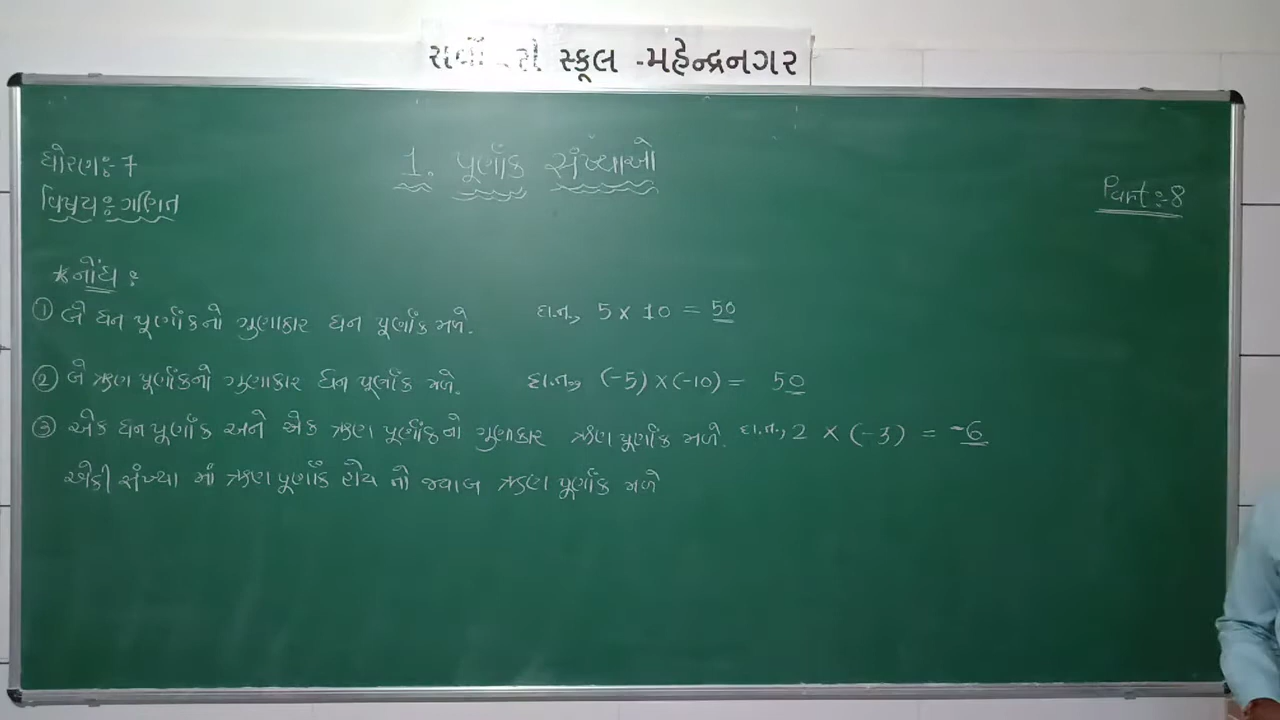 સ્કૂલ -મહેન્દ્રનગર
ધોરણઃ- 7
1. પૂર્ણાંક સંખ્યાઓ
વિષયઃ- ગણિત
Part:-8
*નોંધ :
① બે ધન પૂર્ણાંકનો ગુણાકાર ધન પૂર્ણાંક મળે. દા.ત., 5 x 10 = 50
② બે ઋણ પૂર્ણાંકનો ગુણાકાર ધન પૂર્ણાંક મળે. દા.ત., (-5) x (-10) = 50
③ એક ધન પૂર્ણાંક અને એક ઋણ પૂર્ણાંકનો ગુણાકાર ઋણ પૂર્ણાંક મળે. દા.ત., 2 x (-3) = -6
એકી સંખ્યા માં ઋણ પૂર્ણાંક હોય તો જવાબ ઋણ પૂર્ણાંક મળે